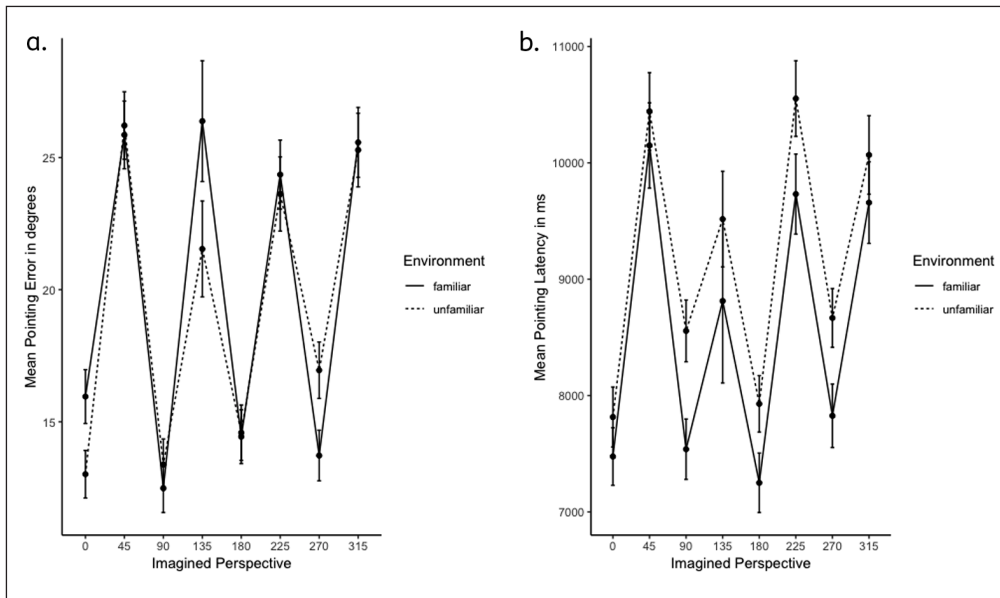 a.
Mean Pointing Error in degrees
25
20
15
0 45 90 135 180 225 270 315
Imagined Perspective
Environment
familiar
unfamiliar
b.
Mean Pointing Latency in ms
11000
10000
9000
8000
7000
0 45 90 135 180 225 270 315
Imagined Perspective
Environment
familiar
unfamiliar